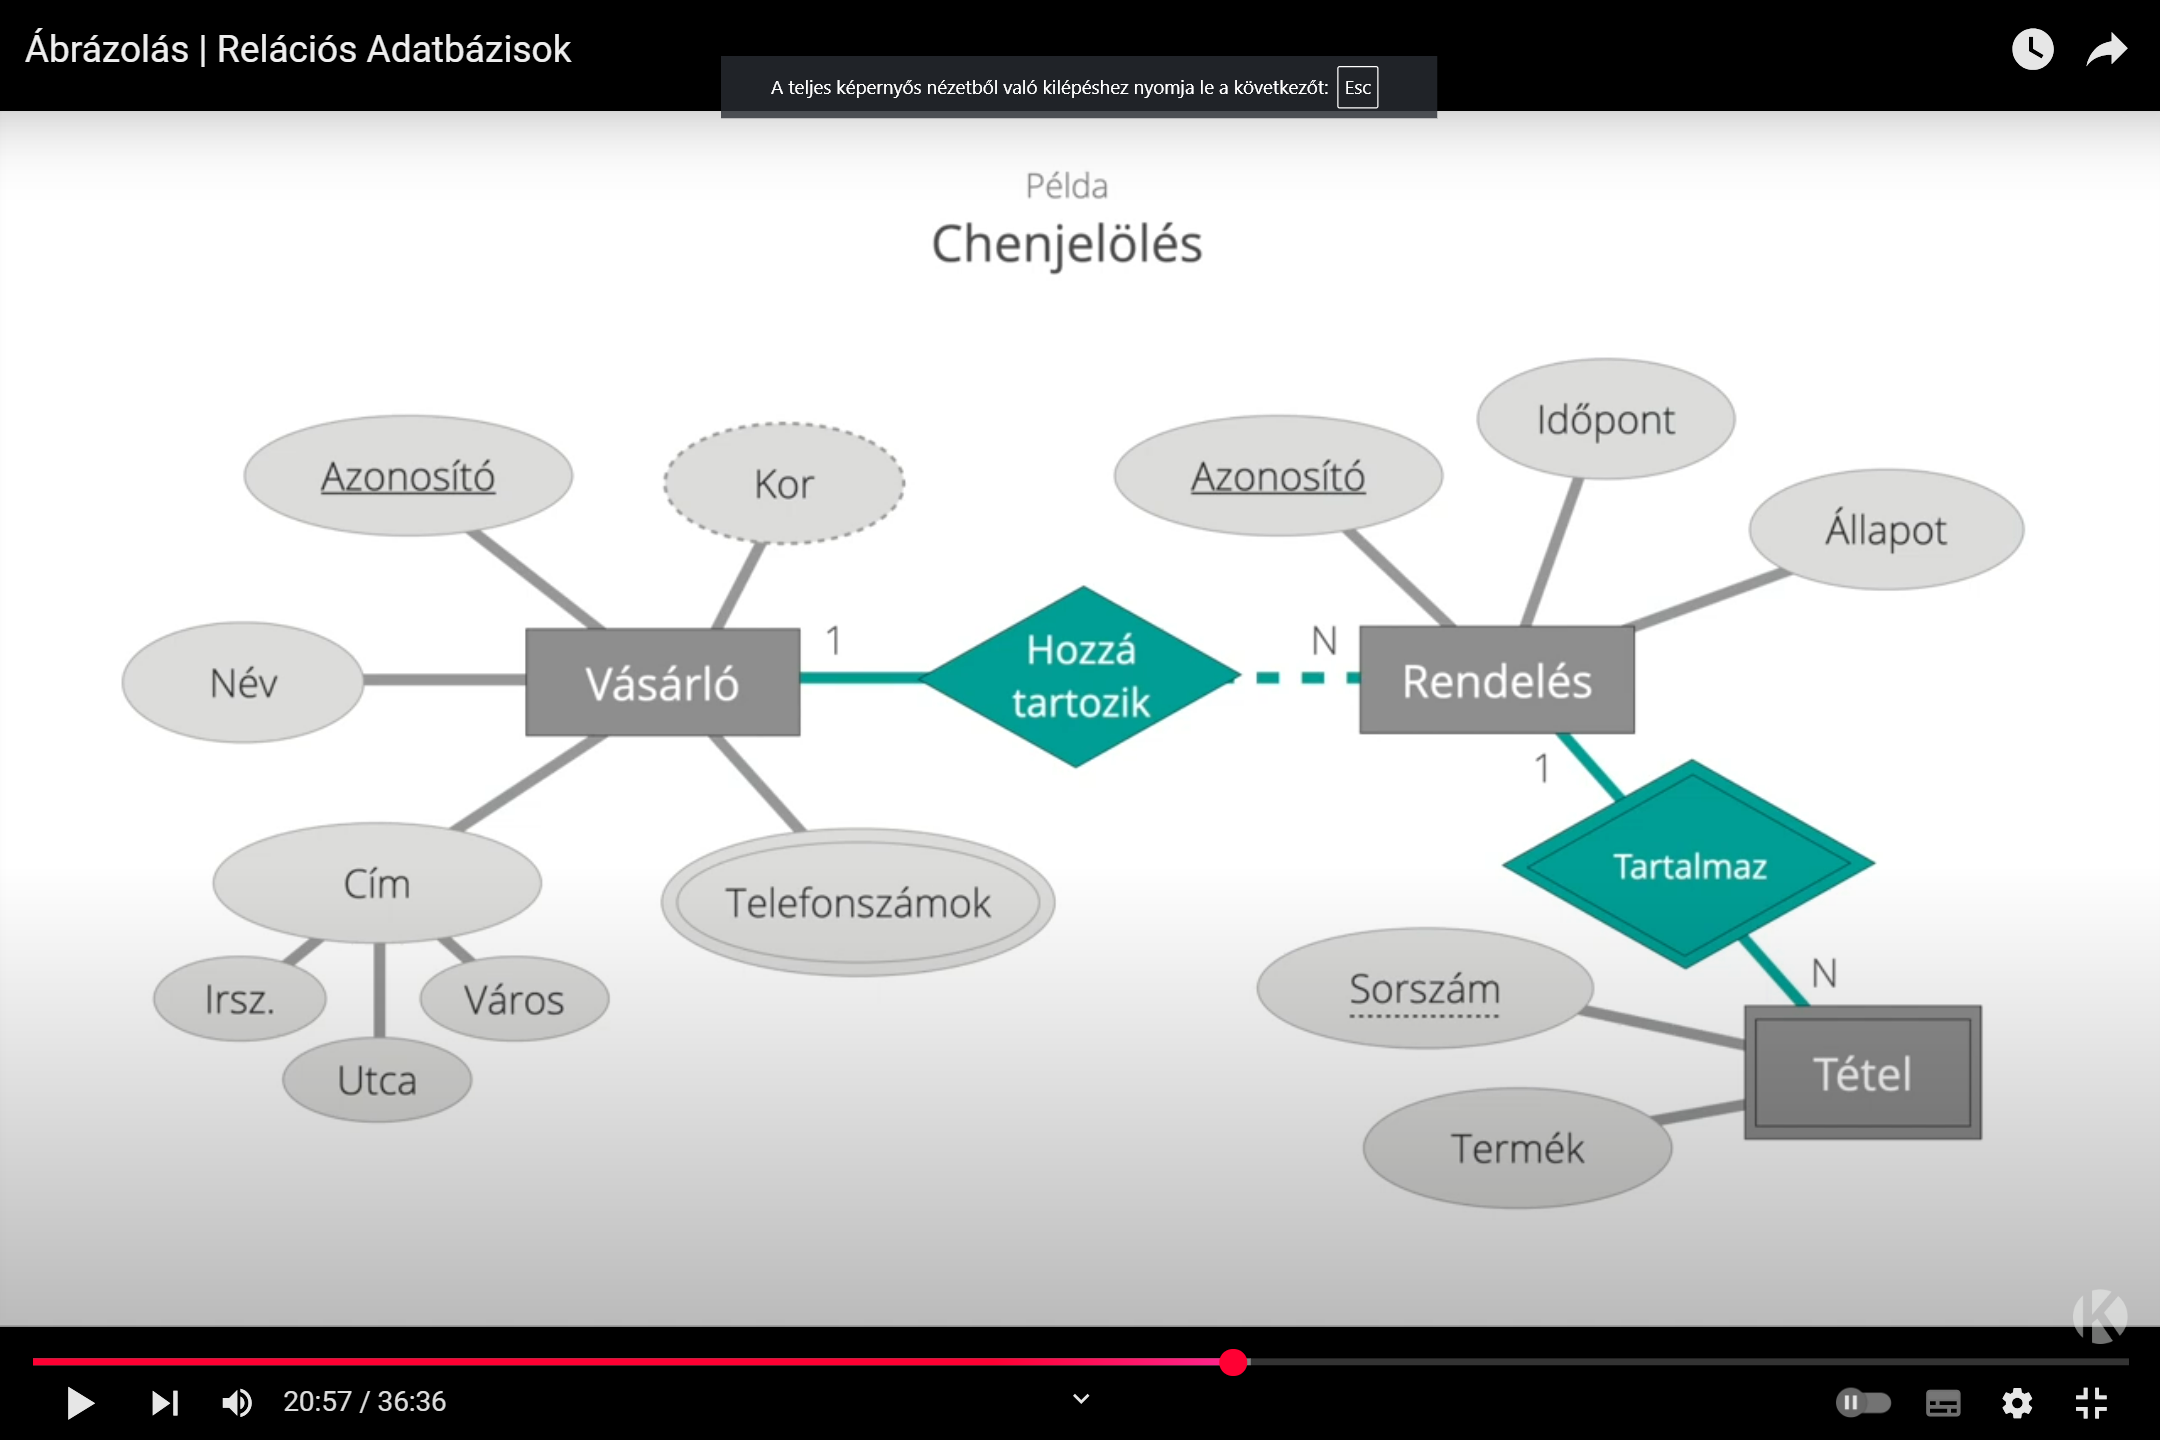 Ábrázolás | Relációs Adatbázisok
A teljes képernyős nézetből való kilépéshez nyomja le a következőt: Esc
Példa
Chenjelölés
Azonosító
Kor
Név
Vásárló
Cím
Irsz.
Utca
Város
Telefonszámok
1
Hozzá
tartozik
N
Azonosító
Időpont
Állapot
Rendelés
1
Tartalmaz
N
Sorszám
Termék
Tétel
K
20:57 / 36:36